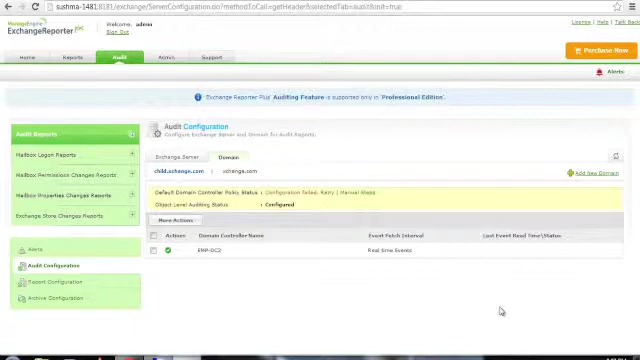 sushma-1481:8181/exchange/ServerConfiguration.do?methodToCall=getHeader&selectedTab=audit&init=true
ManageEngine
ExchangeReporter
Welcome, admin
Sign Out
License | Help | Talk Back
Purchase Now
Home Reports Audit Admin Support
Alerts:
Exchange Reporter Plus' Auditing Feature is supported only in 'Professional Edition'.
Audit Reports
Mailbox Logon Reports
Mailbox Permissions Changes Reports
Mailbox Properties Changes Reports
Exchange Store Changes Reports
Alerts
Audit Configuration
Report Configuration
Archive Configuration
Audit Configuration
Configure Exchange Server and Domain for Audit Reports.
Exchange Server Domain
child.xchange.com | xchange.com
Add New Domain
Default Domain Controller Policy Status : Configuration failed. Retry | Manual Steps
Object Level Auditing Status : Configured
More Actions
Actions Domain Controller Name Event Fetch Interval Last Event Read Time\Status
EMP-DC2 Real time Events